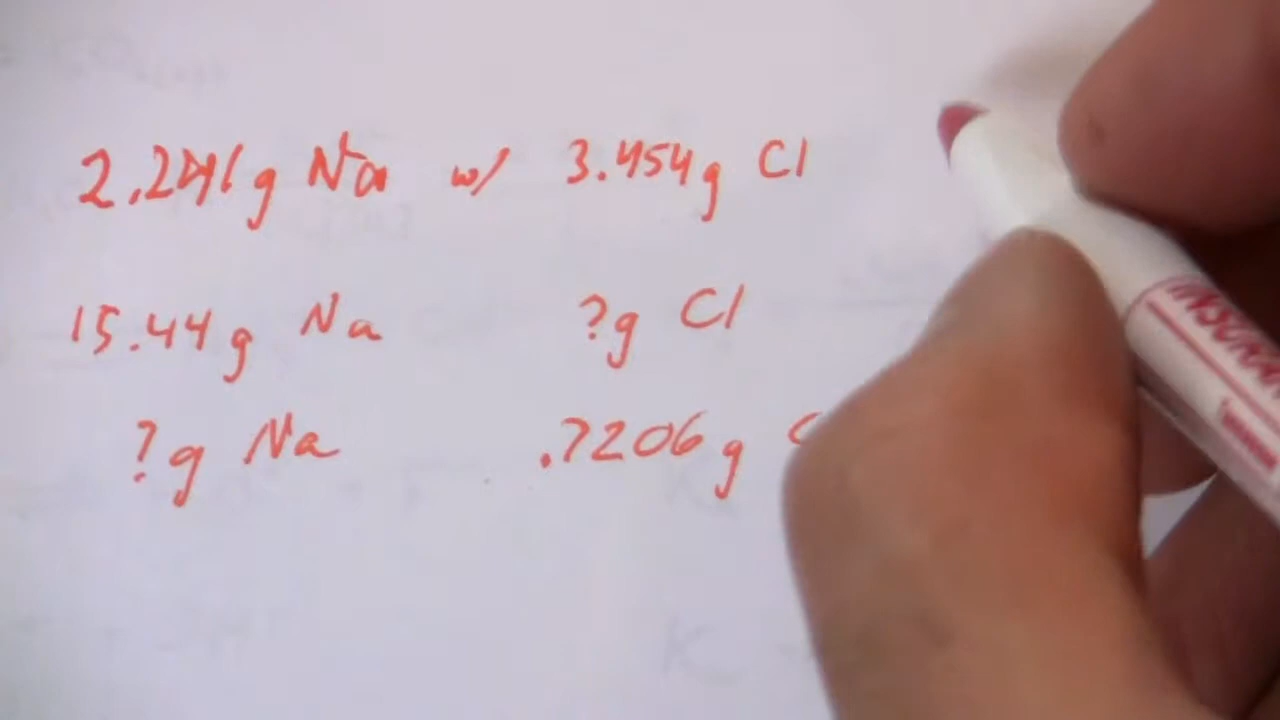 2.241g Na w/ 3.454g Cl
15.44g Na ?g Cl
?g Na .7206g C